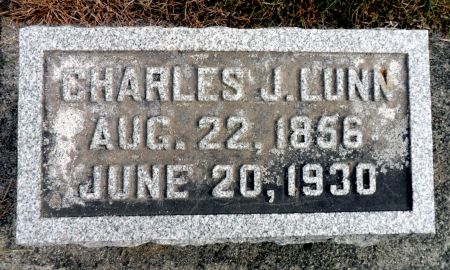 CHARLES J. LUNN
AUG. 22, 1856
JUNE 20, 1930